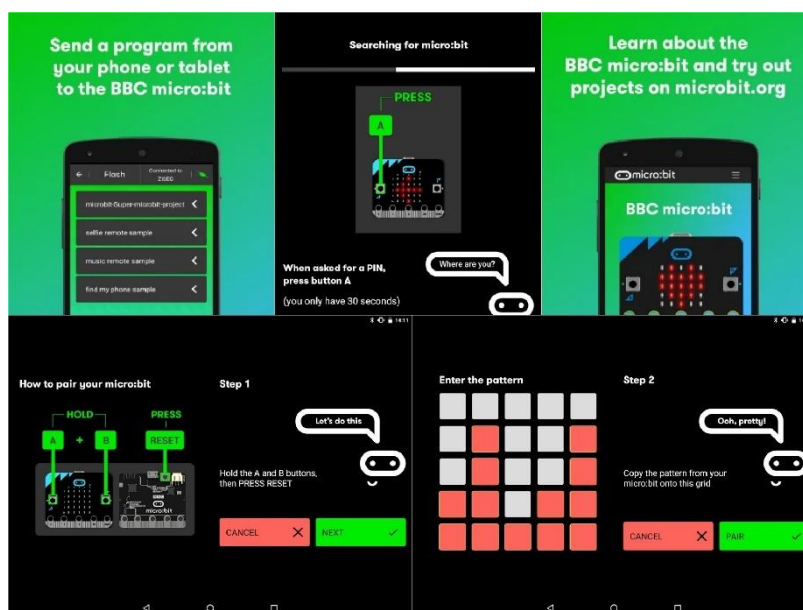 Send a program from
your phone or tablet
to the BBC micro:bit
Flash
Connected to
microbit-Super-microbit-project
selfie remote sample
music remote sample
find my phone sample
Searching for micro:bit
PRESS
A
When asked for a PIN,
press button A
(you only have 30 seconds)
Where are you?
Learn about the
BBC micro:bit and try out
projects on microbit.org
micro:bit
BBC micro:bit
14:11
How to pair your micro:bit
HOLD
PRESS
A + B
RESET
micro:bit
Step 1
Let's do this
Hold the A and B buttons,
then PRESS RESET
CANCEL
NEXT
Enter the pattern
Step 2
Ooh, pretty!
Copy the pattern from your
micro:bit onto this grid
CANCEL
PAIR